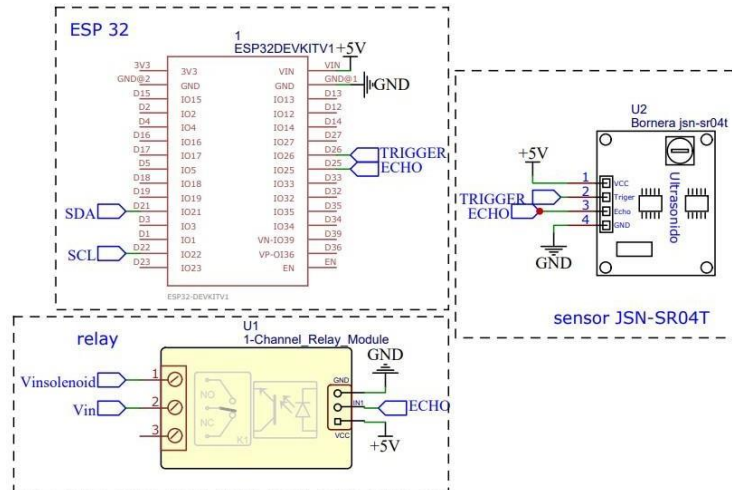 ESP 32
1
ESP32DEVKITV1
+5V
3V3 3V3 VIN VIN
GND@2 GND GND GND@1 GND
D15 IO15 IO13 D13
D2 IO2 IO12 D12
D4 IO4 IO14 D14
D16 IO16 IO27 D27
D17 IO17 IO26 D26 TRIGGER
D5 IO5 IO25 D25 ECHO
D18 IO18 IO33 D33
D19 IO19 IO32 D32
SDA D21 IO21 IO35 D35
D3 IO3 IO34 D34
D1 IO1 VN-IO39 D39
SCL D22 IO22 VP-OI36 D36
D23 IO23 EN EN
ESP32-DEVKITV1
U2
Bornera jsn-sr04t
+5V
1 VCC
TRIGGER 2 Triger
ECHO 3 Echo
4 GND
GND
Ultrasonido
sensor JSN-SR04T
relay
U1
1-Channel_Relay_Module
GND
Vinsolenoid 1
Vin 2
3
NO
NC
K1
GND
IN1 ECHO
VCC
+5V